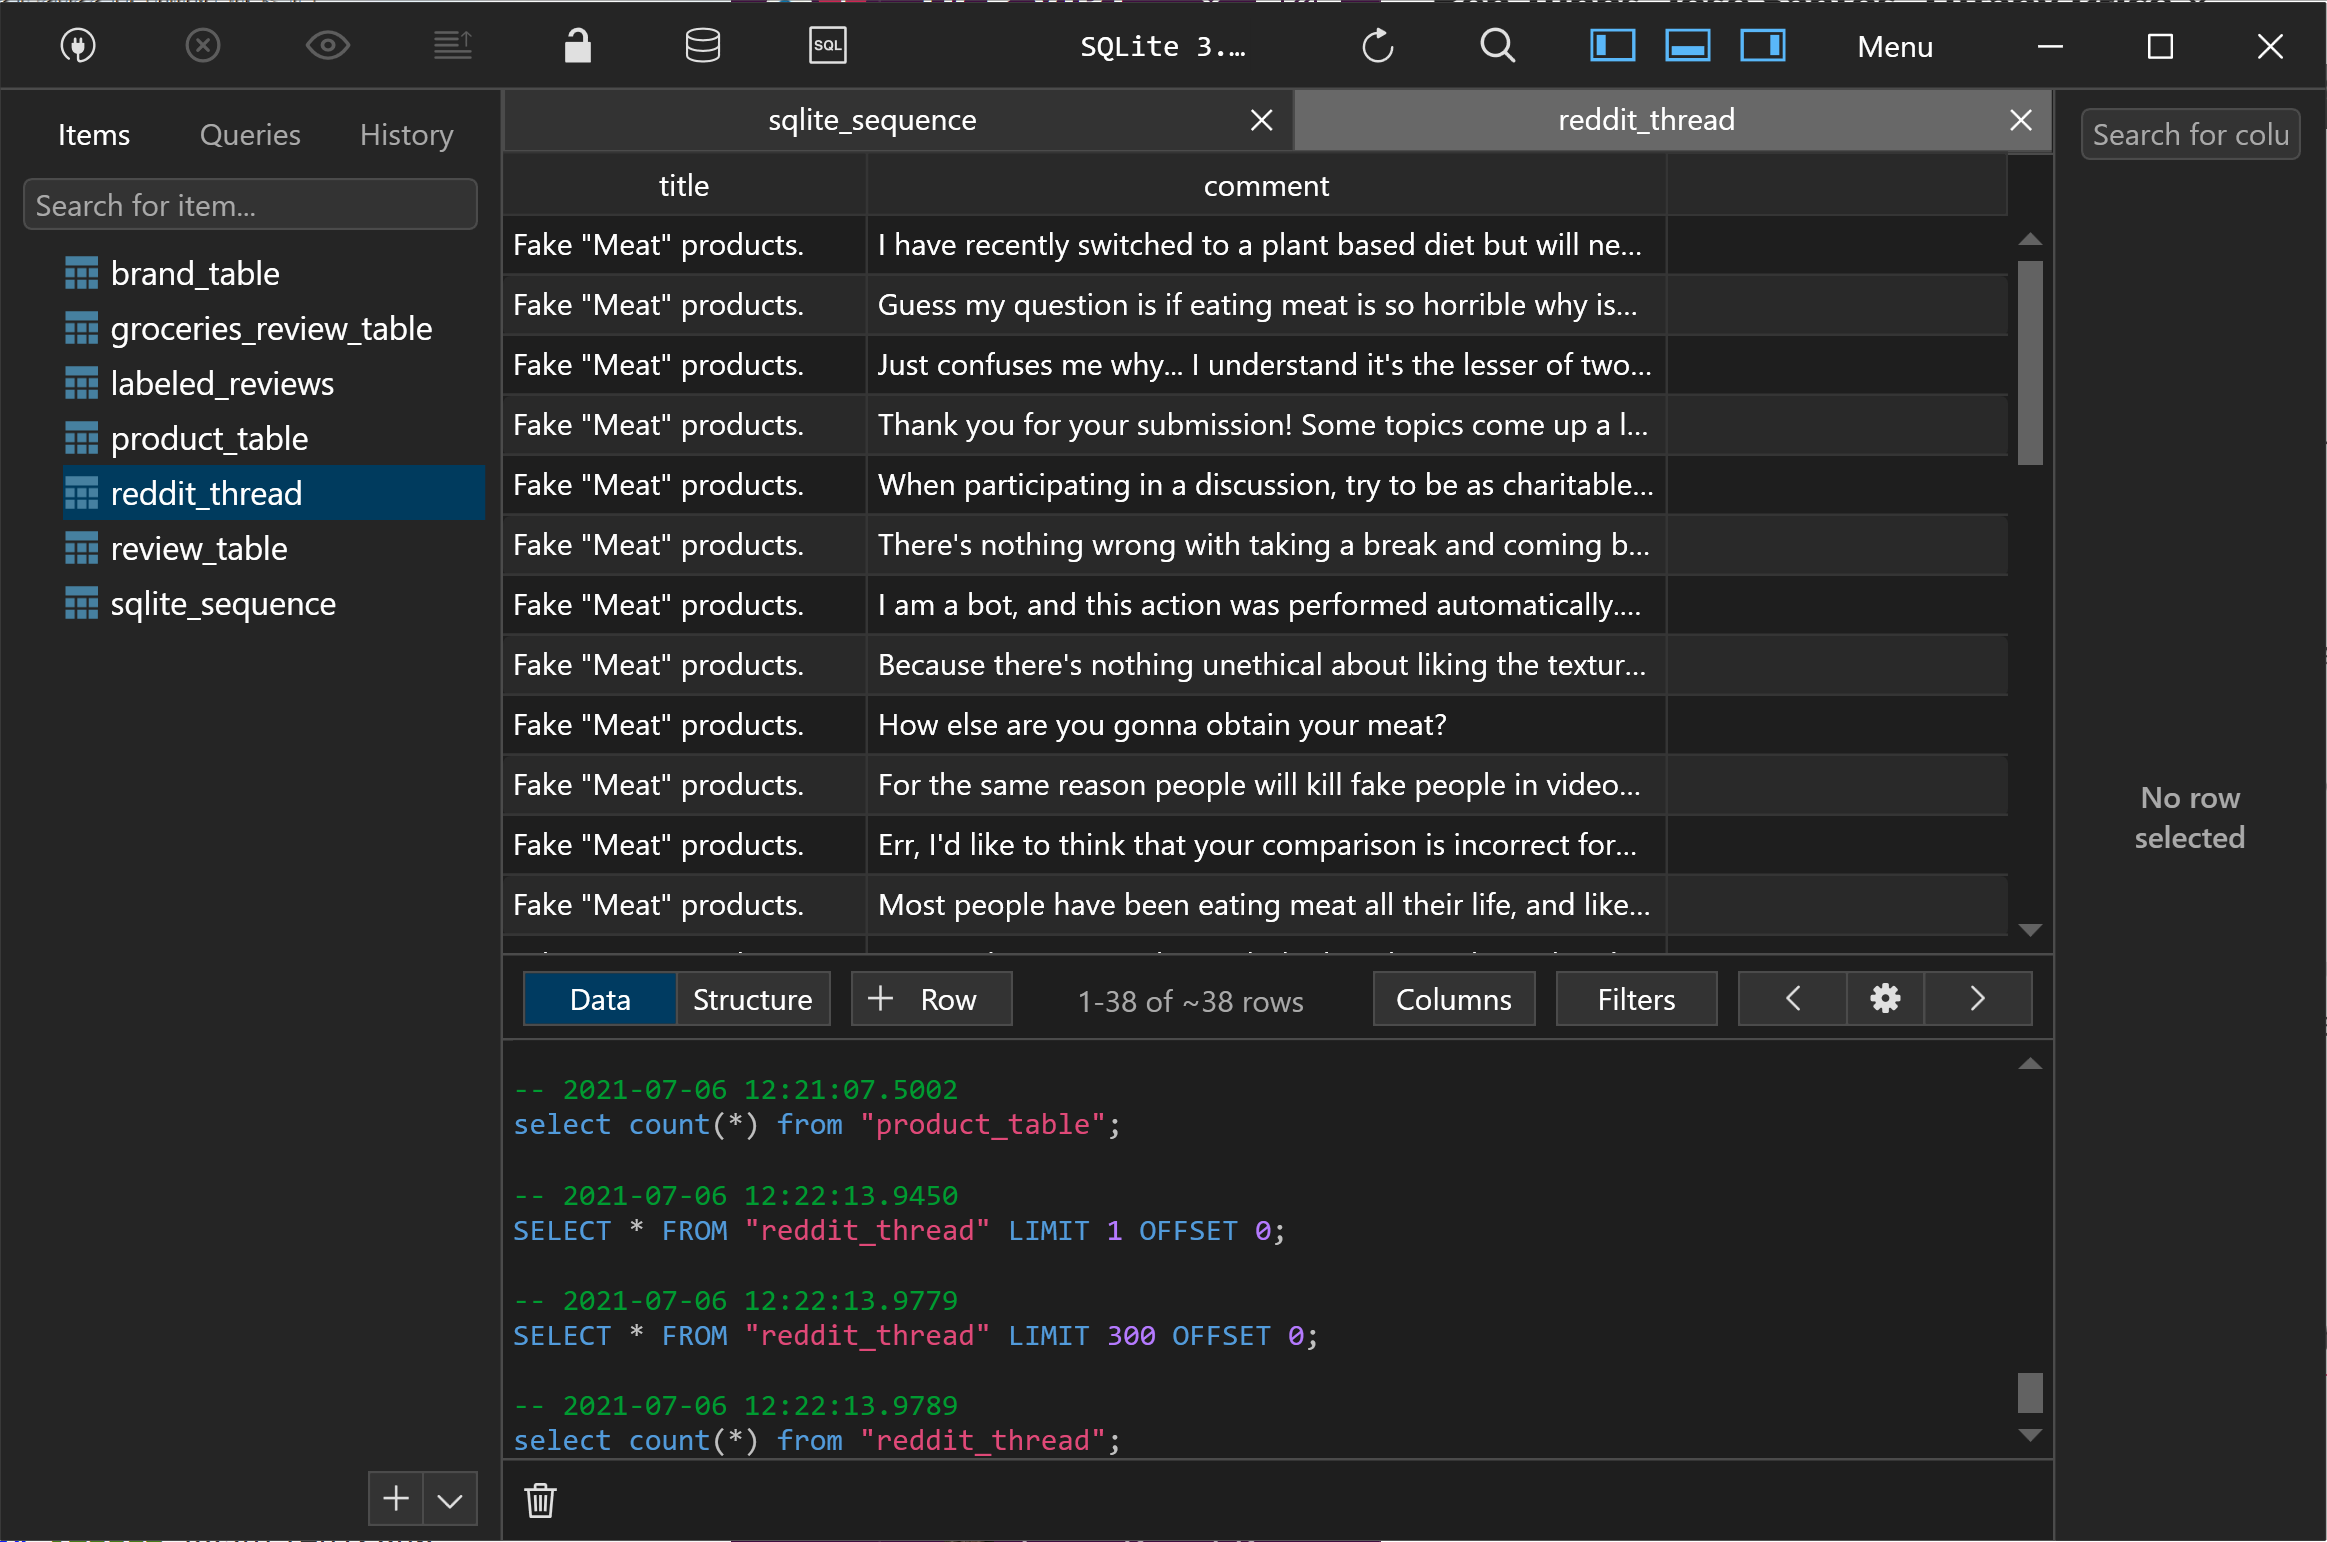 SQL
SQLite 3.…
Menu
Items Queries History
Search for item...
brand_table
groceries_review_table
labeled_reviews
product_table
reddit_thread
review_table
sqlite_sequence
sqlite_sequence
reddit_thread
title comment
Fake "Meat" products. I have recently switched to a plant based diet but will ne...
Fake "Meat" products. Guess my question is if eating meat is so horrible why is...
Fake "Meat" products. Just confuses me why... I understand it's the lesser of two...
Fake "Meat" products. Thank you for your submission! Some topics come up a l...
Fake "Meat" products. When participating in a discussion, try to be as charitable...
Fake "Meat" products. There's nothing wrong with taking a break and coming b...
Fake "Meat" products. I am a bot, and this action was performed automatically....
Fake "Meat" products. Because there's nothing unethical about liking the textur...
Fake "Meat" products. How else are you gonna obtain your meat?
Fake "Meat" products. For the same reason people will kill fake people in video...
Fake "Meat" products. Err, I'd like to think that your comparison is incorrect for...
Fake "Meat" products. Most people have been eating meat all their life, and like...
Data Structure + Row 1-38 of ~38 rows Columns Filters
-- 2021-07-06 12:21:07.5002
select count(*) from "product_table";
-- 2021-07-06 12:22:13.9450
SELECT * FROM "reddit_thread" LIMIT 1 OFFSET 0;
-- 2021-07-06 12:22:13.9779
SELECT * FROM "reddit_thread" LIMIT 300 OFFSET 0;
-- 2021-07-06 12:22:13.9789
select count(*) from "reddit_thread";
Search for colu
No row
selected